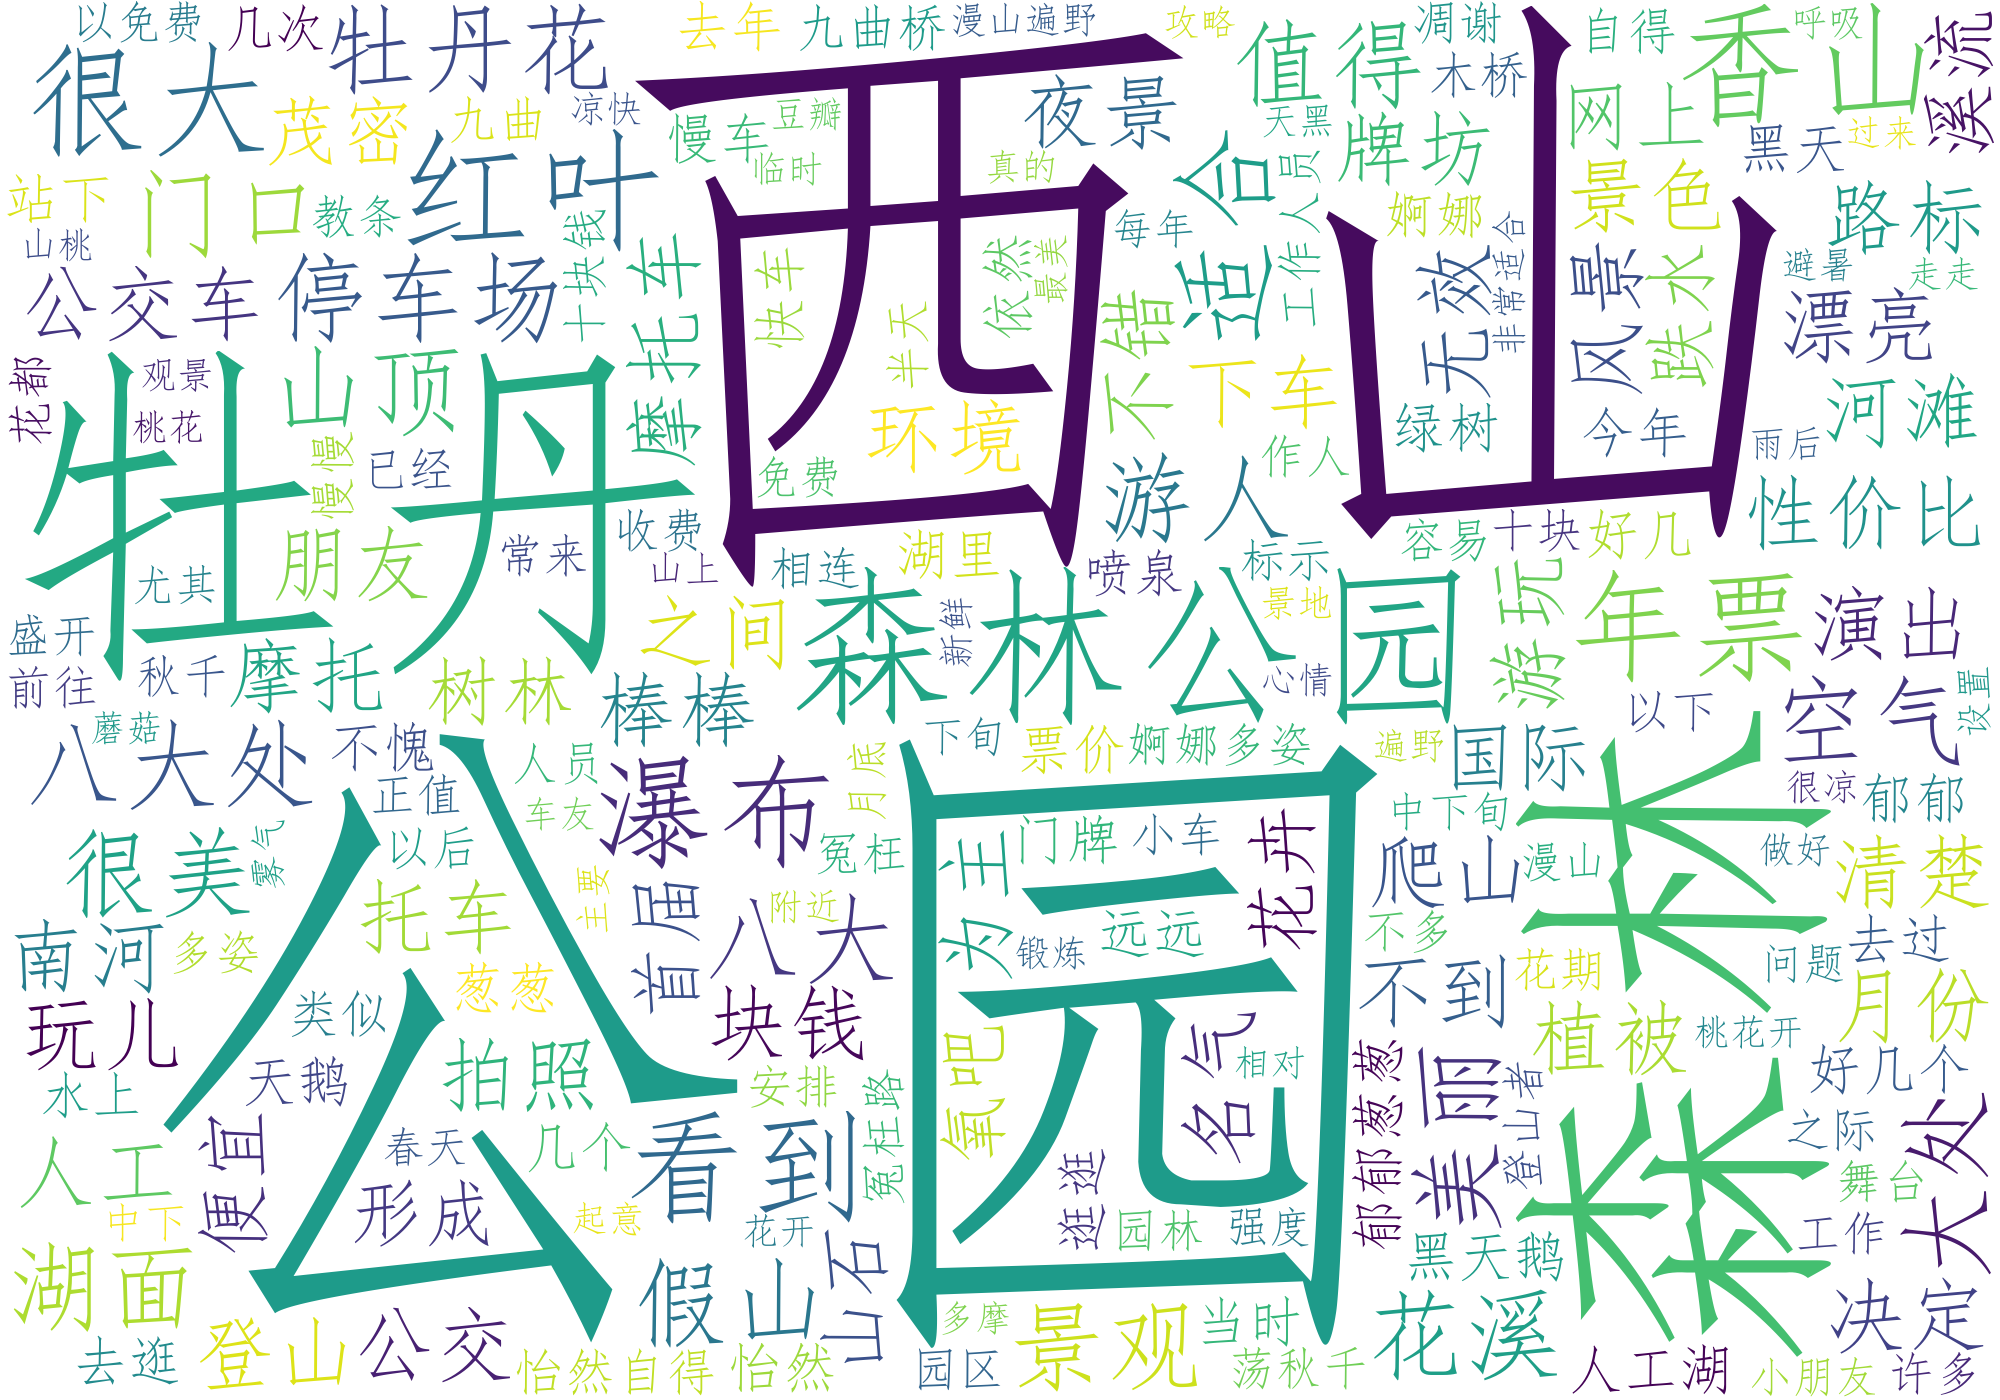 以免费
几次
牡丹花
去年
九曲桥
漫山遍野
攻略
值得
凋谢
自得
呼吸
香山
溪流
很大
茂密
九曲
凉快
慢车
豆瓣
夜景
天黑
牌坊
木桥
网上
黑天
过来
站下
门口
教条
红叶
临时
真的
适合
工作人员
婀娜
景色
路标
山桃
公交车
停车场
十块钱
摩托车
快车
西山
每年
依然
最美
不错
无效
非常适合
风景
跌水
避暑
走走
漂亮
花都
观景
桃花
牡丹
山顶
慢慢
已经
半天
环境
下车
绿树
今年
河滩
作人
雨后
免费
朋友
常来
收费
山上
相连
湖里
游人
喷泉
标示
容易
十块
好几
性价比
尤其
盛开
前往
秋千
摩托
树林
之间
森林公园
新鲜
景地
心情
游玩
年票
演出
棒棒
蘑菇
八大处
不愧
人员
下旬
票价
婀娜多姿
遍野
国际
以下
空气
设置
正值
车友
瀑布
月底
中下旬
很凉
郁郁
很美
雾气
以后
冤枉
门牌
小车
为主
花卉
爬山
漫山
做好
清楚
托车
首届
主要
附近
八大
锻炼
远远
不多
森林
去过
南河
多姿
葱葱
块钱
不到
花期
问题
月份
玩儿
类似
天鹅
拍照
安排
氧吧
名气
相对
郁郁葱葱
美丽
植被
桃花开
好几个
水上
人工
便宜
春天
几个
冤枉路
看到
公园
逛逛
登山者
之际
舞台
大处
形成
中下
起意
花开
山石
园林
强度
黑天鹅
工作
湖面
假山
去逛
登山
公交
怡然自得
怡然
多摩
园区
景观
当时
荡秋千
花溪
人工湖
小朋友
决定
许多